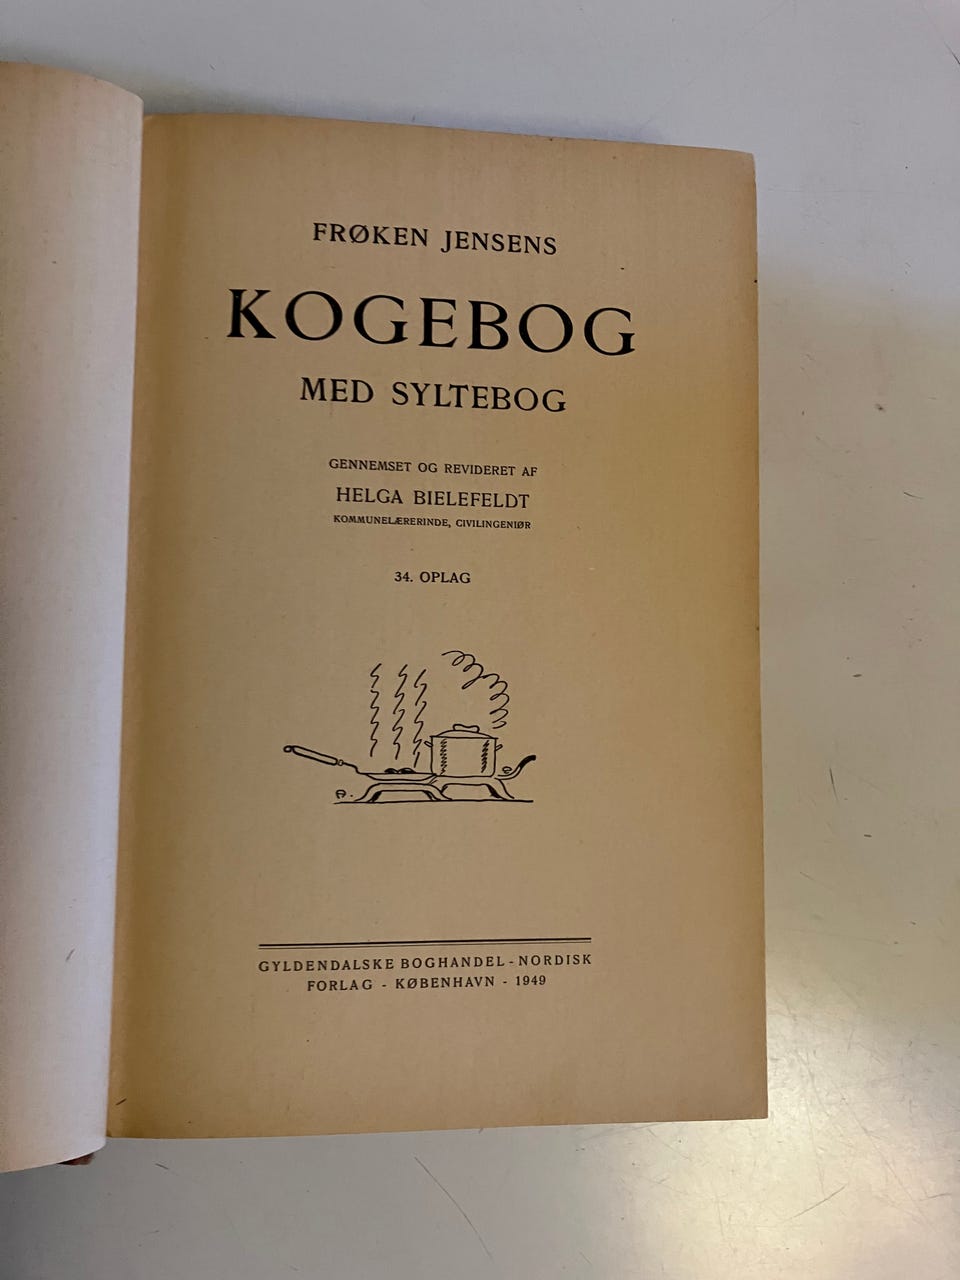 FRØKEN JENSENS
KOGEBOG
MED SYLTEBOG
GENNEMSET OG REVIDERET AF
HELGA BIELEFELDT
KOMMUNELÆRERINDE, CIVILINGENIØR
34. OPLAG
A.
GYLDENDALSKE BOGHANDEL - NORDISK
FORLAG - KØBENHAVN - 1949